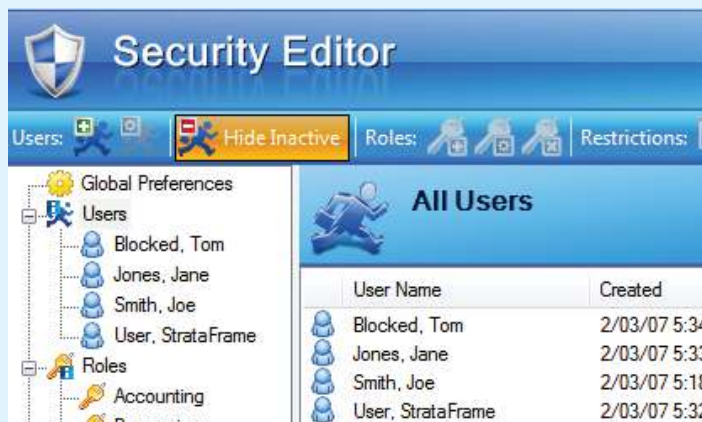 Security Editor
Users: Hide Inactive Roles: Restrictions:
Global Preferences
Users
Blocked, Tom
Jones, Jane
Smith, Joe
User, StrataFrame
Roles
Accounting
All Users
User Name Created
Blocked, Tom 2/03/07 5:34
Jones, Jane 2/03/07 5:33
Smith, Joe 2/03/07 5:18
User, StrataFrame 2/03/07 5:32